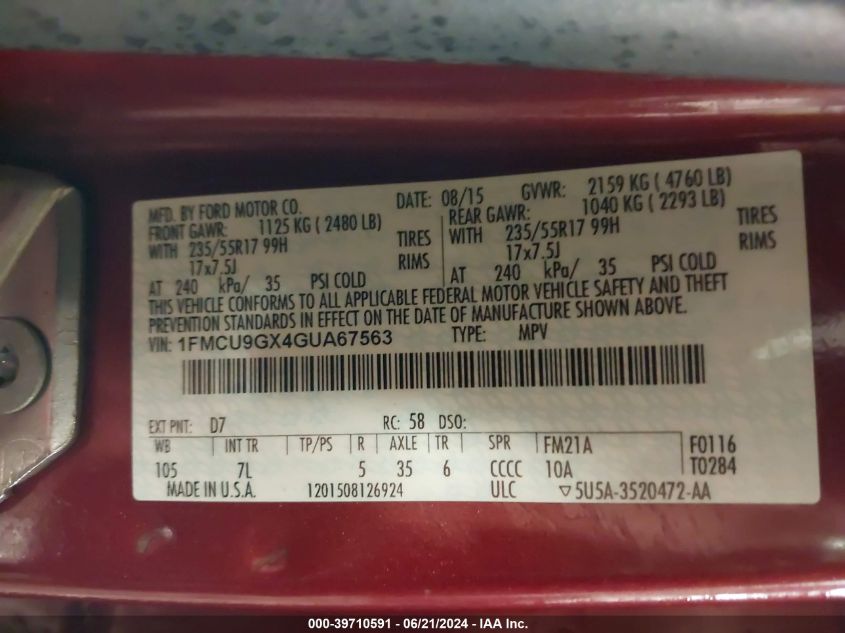 MFD. BY FORD MOTOR CO. DATE: 08/15 GVWR: 2159 KG ( 4760 LB)
FRONT GAWR: 1125 KG ( 2480 LB) REAR GAWR: 1040 KG ( 2293 LB)
WITH 235/55R17 99H TIRES WITH 235/55R17 99H TIRES
17x7.5J RIMS 17x7.5J RIMS
AT 240 kPa/ 35 PSI COLD AT 240 kPa/ 35 PSI COLD
THIS VEHICLE CONFORMS TO ALL APPLICABLE FEDERAL MOTOR VEHICLE SAFETY AND THEFT
PREVENTION STANDARDS IN EFFECT ON THE DATE OF MANUFACTURE SHOWN ABOVE.
VIN: 1FMCU9GX4GUA67563 TYPE: MPV
EXT PNT: D7 RC: 58 DSO:
WB INT TR TP/PS R AXLE TR SPR FM21A F0116
105 7L 5 35 6 CCCC 10A T0284
MADE IN U.S.A. 1201508126924 ULC ▽5U5A-3520472-AA
000-39710591 - 06/21/2024 - IAA Inc.